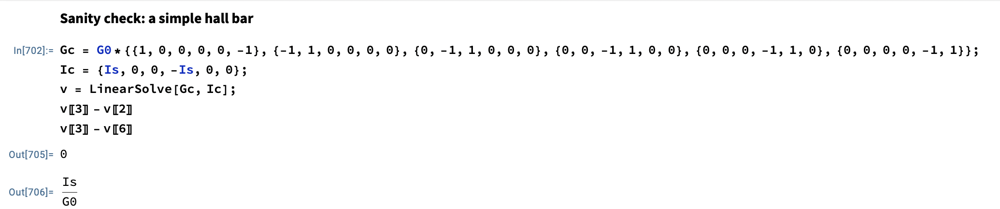 Sanity check: a simple hall bar
In[702]:= Gc = G0*{{1, 0, 0, 0, 0, -1}, {-1, 1, 0, 0, 0, 0}, {0, -1, 1, 0, 0, 0}, {0, 0, -1, 1, 0, 0}, {0, 0, 0, -1, 1, 0}, {0, 0, 0, 0, -1, 1}};
Ic = {Is, 0, 0, -Is, 0, 0};
v = LinearSolve[Gc, Ic];
v〚3〛 - v〚2〛
v〚3〛 - v〚6〛
Out[705]= 0
Is
Out[706]=
G0